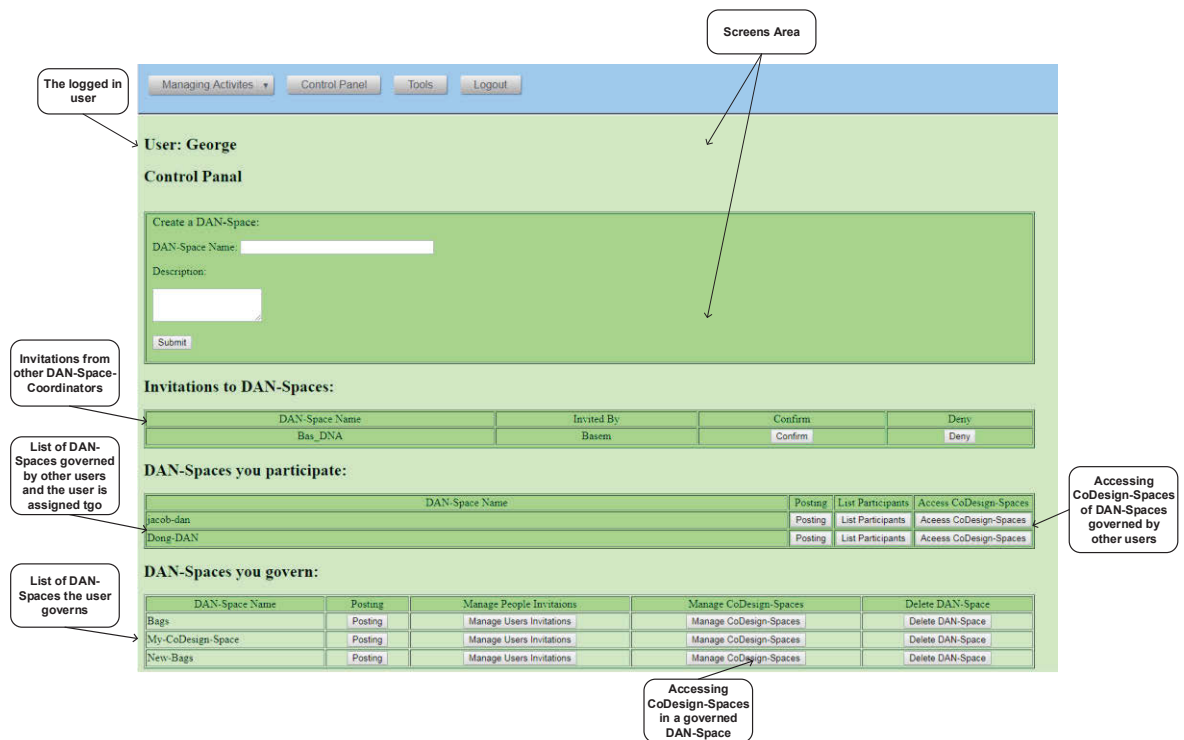 Screens Area
The logged in
user
Managing Activites ▼ Control Panel Tools Logout
User: George
Control Panal
Create a DAN-Space:
DAN-Space Name:
Description:
Submit
Invitations from
other DAN-Space-
Coordinators
Invitations to DAN-Spaces:
DAN-Space Name Invited By Confirm Deny
Bas_DNA Basem Confirm Deny
List of DAN-
Spaces governed
by other users
and the user is
assigned tgo
DAN-Spaces you participate:
DAN-Space Name Posting List Participants Access CoDesign-Spaces
jacob-dan Posting List Participants Aceess CoDesign-Spaces
Dong-DAN Posting List Participants Aceess CoDesign-Spaces
Accessing
CoDesign-Spaces
of DAN-Spaces
governed by
other users
List of DAN-
Spaces the user
governs
DAN-Spaces you govern:
DAN-Space Name Posting Manage People Invitaions Manage CoDesign-Spaces Delete DAN-Space
Bags Posting Manage Users Invitations Manage CoDesign-Spaces Delete DAN-Space
My-CoDesign-Space Posting Manage Users Invitations Manage CoDesign-Spaces Delete DAN-Space
New-Bags Posting Manage Users Invitations Manage CoDesign-Spaces Delete DAN-Space
Accessing
CoDesign-Spaces
in a governed
DAN-Space